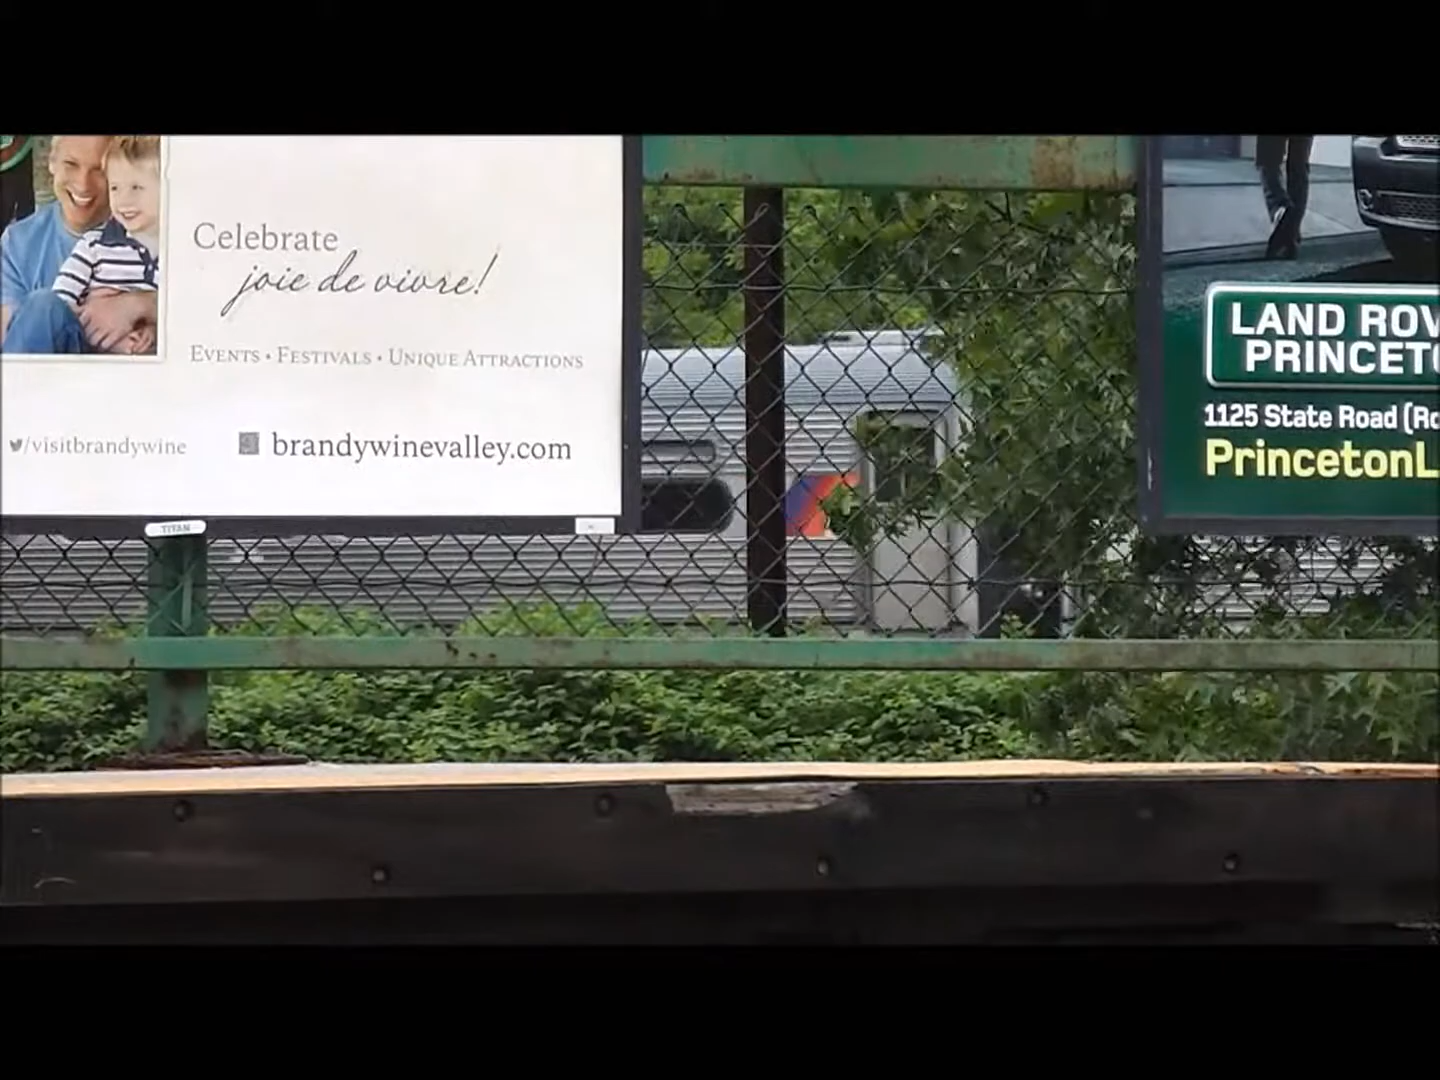 Celebrate
joie de vivre!
EVENTS • FESTIVALS • UNIQUE ATTRACTIONS
/visitbrandywine
brandywinevalley.com
TITAN
LAND ROV
PRINCETO
1125 State Road (Ro
PrincetonL